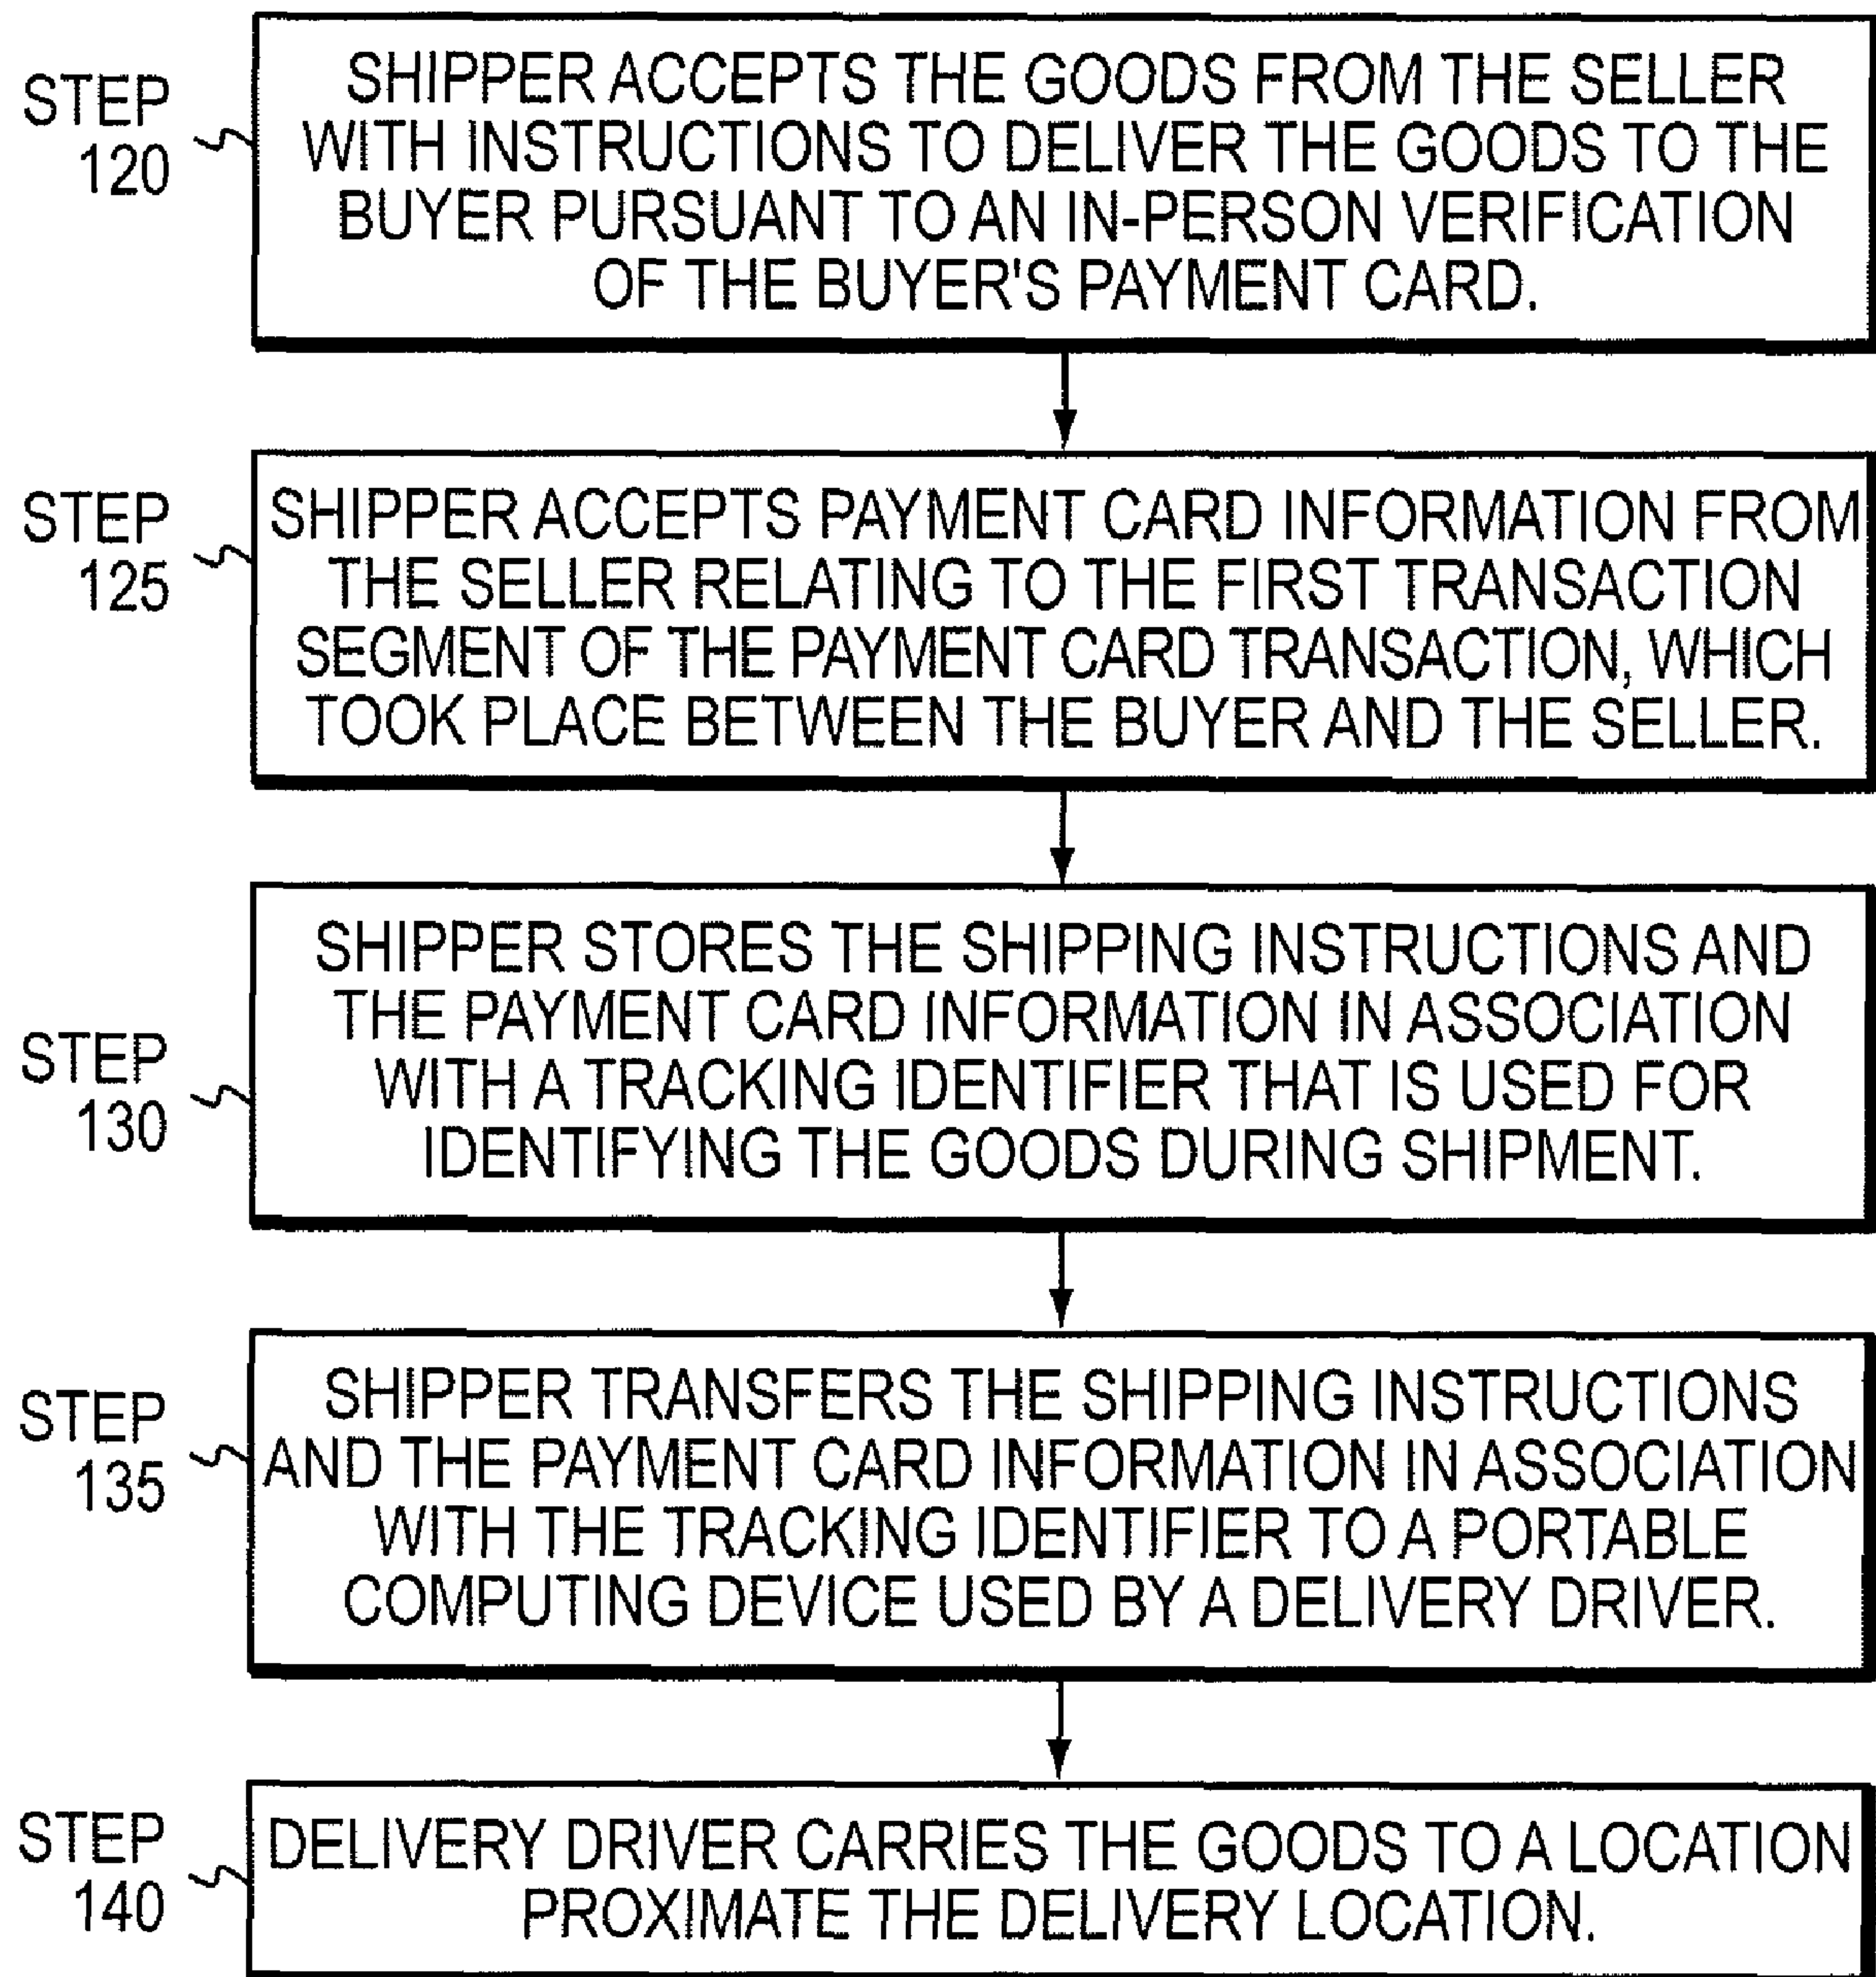 STEP
120
SHIPPER ACCEPTS THE GOODS FROM THE SELLER
WITH INSTRUCTIONS TO DELIVER THE GOODS TO THE
BUYER PURSUANT TO AN IN-PERSON VERIFICATION
OF THE BUYER'S PAYMENT CARD.
STEP
125
SHIPPER ACCEPTS PAYMENT CARD INFORMATION FROM
THE SELLER RELATING TO THE FIRST TRANSACTION
SEGMENT OF THE PAYMENT CARD TRANSACTION, WHICH
TOOK PLACE BETWEEN THE BUYER AND THE SELLER.
STEP
130
SHIPPER STORES THE SHIPPING INSTRUCTIONS AND
THE PAYMENT CARD INFORMATION IN ASSOCIATION
WITH A TRACKING IDENTIFIER THAT IS USED FOR
IDENTIFYING THE GOODS DURING SHIPMENT.
STEP
135
SHIPPER TRANSFERS THE SHIPPING INSTRUCTIONS
AND THE PAYMENT CARD INFORMATION IN ASSOCIATION
WITH THE TRACKING IDENTIFIER TO A PORTABLE
COMPUTING DEVICE USED BY A DELIVERY DRIVER.
STEP
140
DELIVERY DRIVER CARRIES THE GOODS TO A LOCATION
PROXIMATE THE DELIVERY LOCATION.